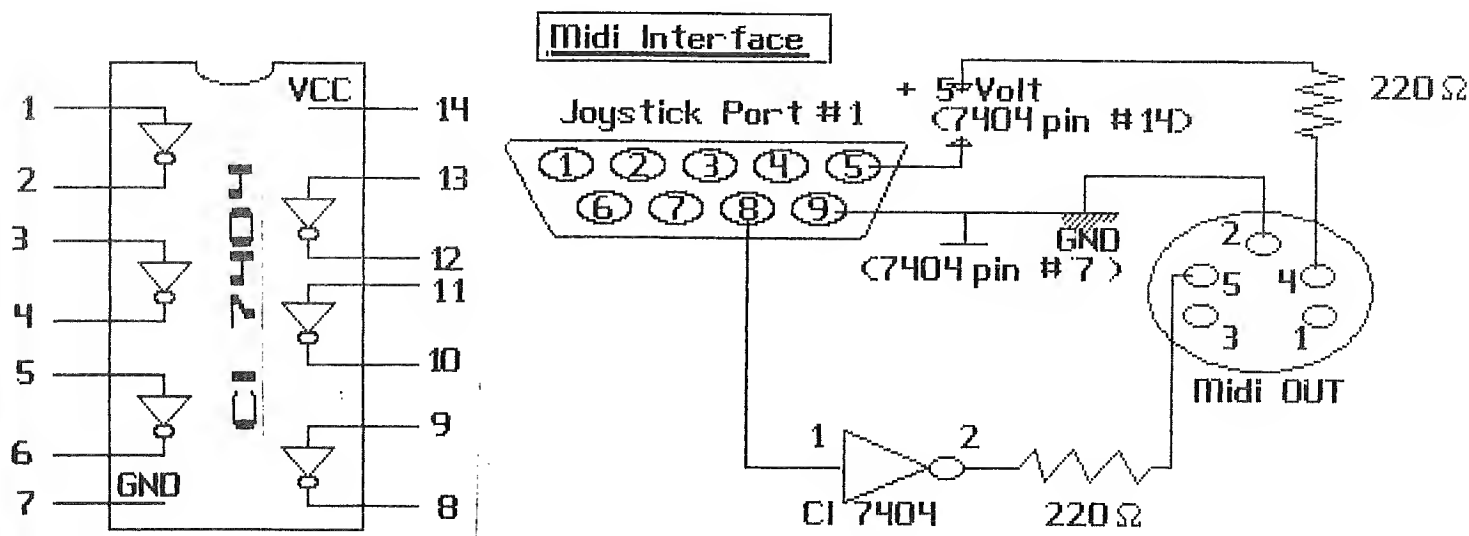 Midi Interface
VCC
1
2
3
4
5
6
7
GND
14
13
12
11
10
9
8
CI 7404
Joystick Port #1
1 2 3 4 5
6 7 8 9
+ 5 Volt
(7404 pin #14)
220 Ω
GND
(7404 pin # 7 )
2
5 4
3 1
Midi OUT
1 2
CI 7404
220 Ω